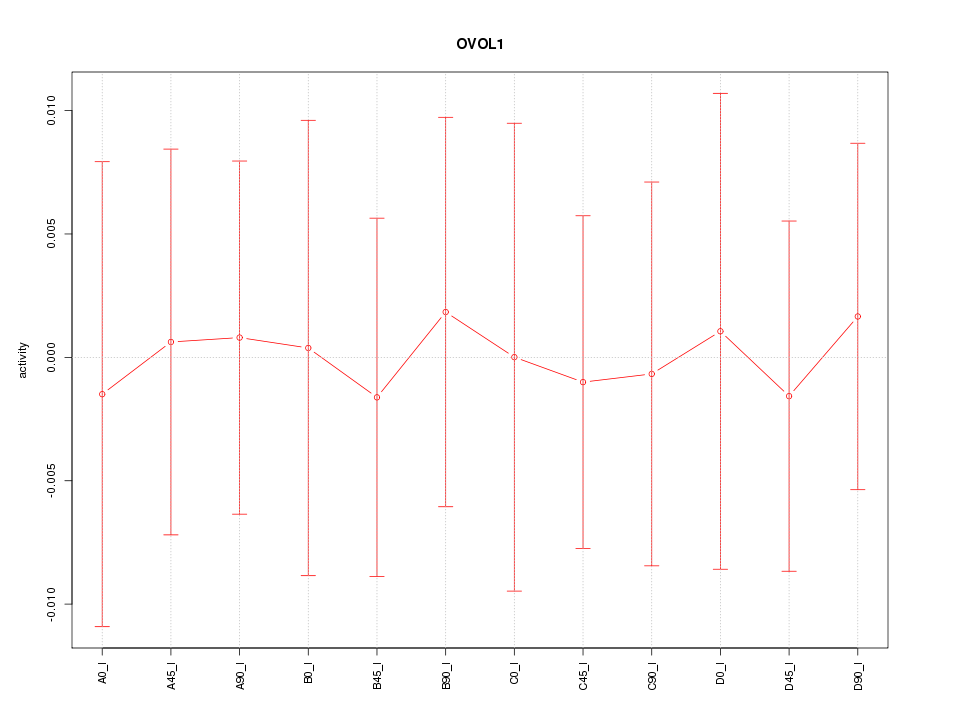 OVOL1
activity
0.010
0.005
0.000
-0.005
-0.010
A0_I
A45_I
A90_I
B0_I
B45_I
B90_I
C0_I
C45_I
C90_I
D0_I
D45_I
D90_I